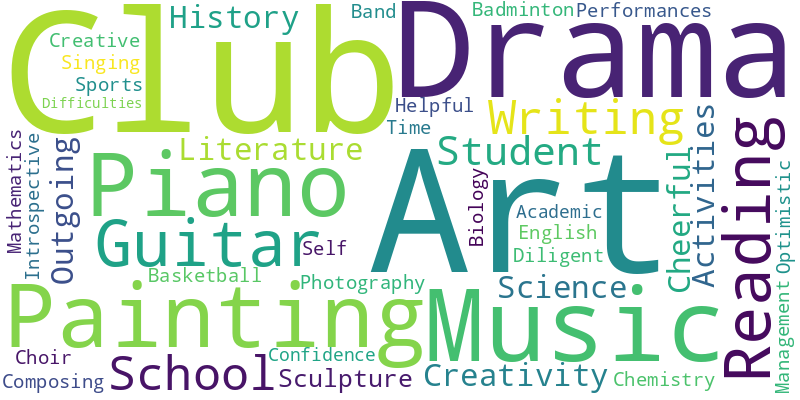 Club
Drama
History
Band
Badminton
Performances
Creative
Singing
Sports
Difficulties
Helpful
Time
Writing
Mathematics
Introspective
Outgoing
Literature
Student
Piano
Art
Biology
Cheerful
Activities
Reading
Optimistic
Guitar
Self
Academic
English
Diligent
Basketball
Photography
Science
Painting
Music
Management
Choir
Confidence
Composing
School
Sculpture
Creativity
Chemistry